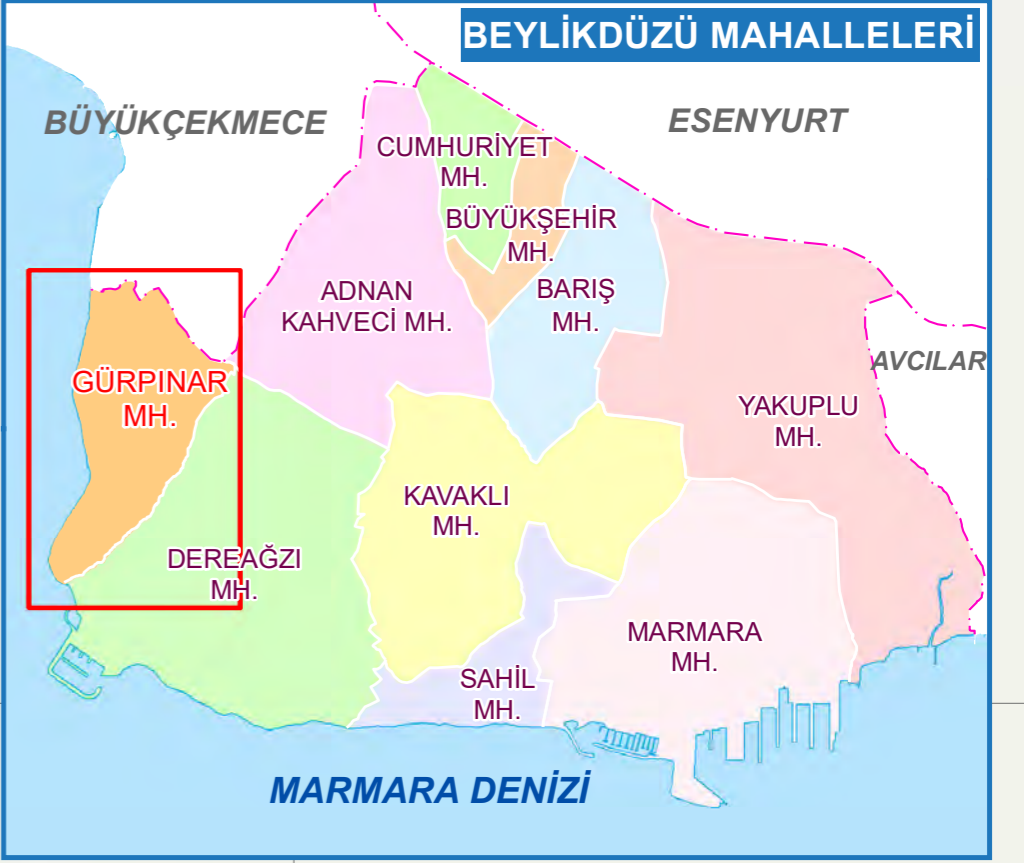 BEYLİKDÜZÜ MAHALLELERİ
BÜYÜKÇEKMECE
ESENYURT
CUMHURİYET
MH.
BÜYÜKŞEHİR
MH.
ADNAN
KAHVECİ MH.
BARIŞ
MH.
AVCILAR
GÜRPINAR
MH.
YAKUPLU
MH.
KAVAKLI
MH.
DEREAĞZI
MH.
MARMARA
MH.
SAHİL
MH.
MARMARA DENİZİ